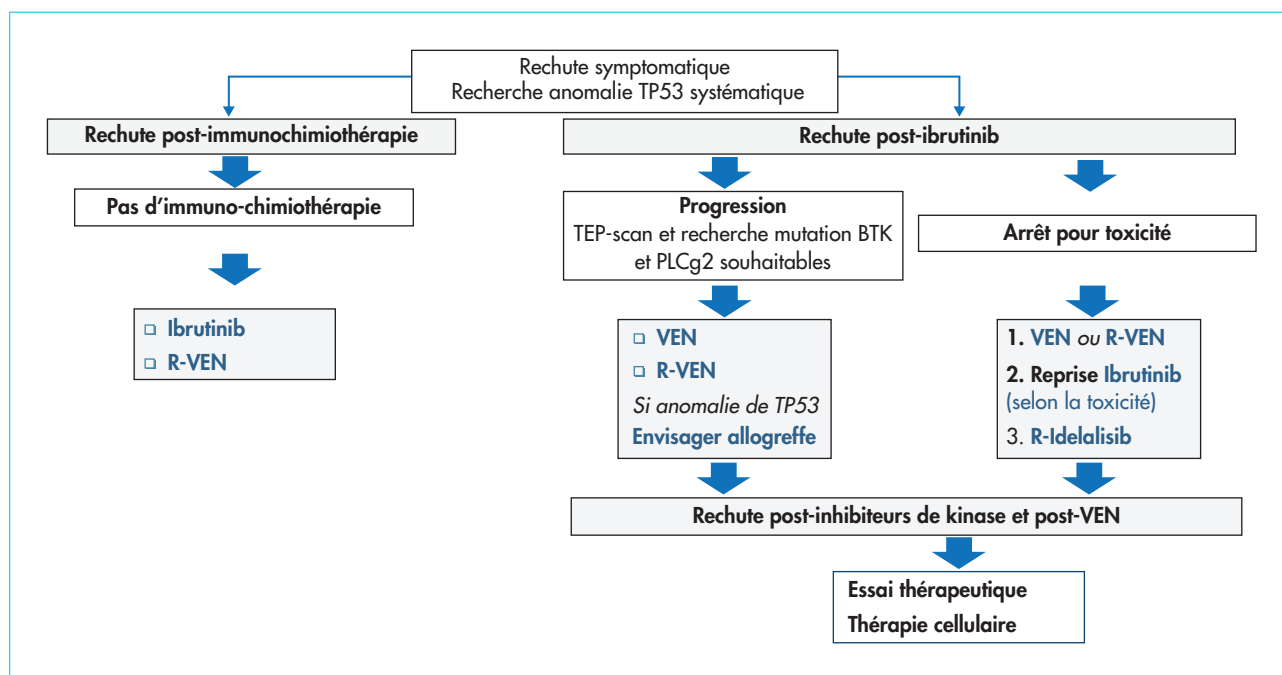 Rechute symptomatique
Recherche anomalie TP53 systématique
Rechute post-immunochimiothérapie
Pas d’immuno-chimiothérapie
Ibrutinib
R-VEN
Rechute post-ibrutinib
Progression
TEP-scan et recherche mutation BTK
et PLCg2 souhaitables
VEN
R-VEN
Si anomalie de TP53
Envisager allogreffe
Arrêt pour toxicité
1. VEN ou R-VEN
2. Reprise Ibrutinib
(selon la toxicité)
3. R-Idelalisib
Rechute post-inhibiteurs de kinase et post-VEN
Essai thérapeutique
Thérapie cellulaire